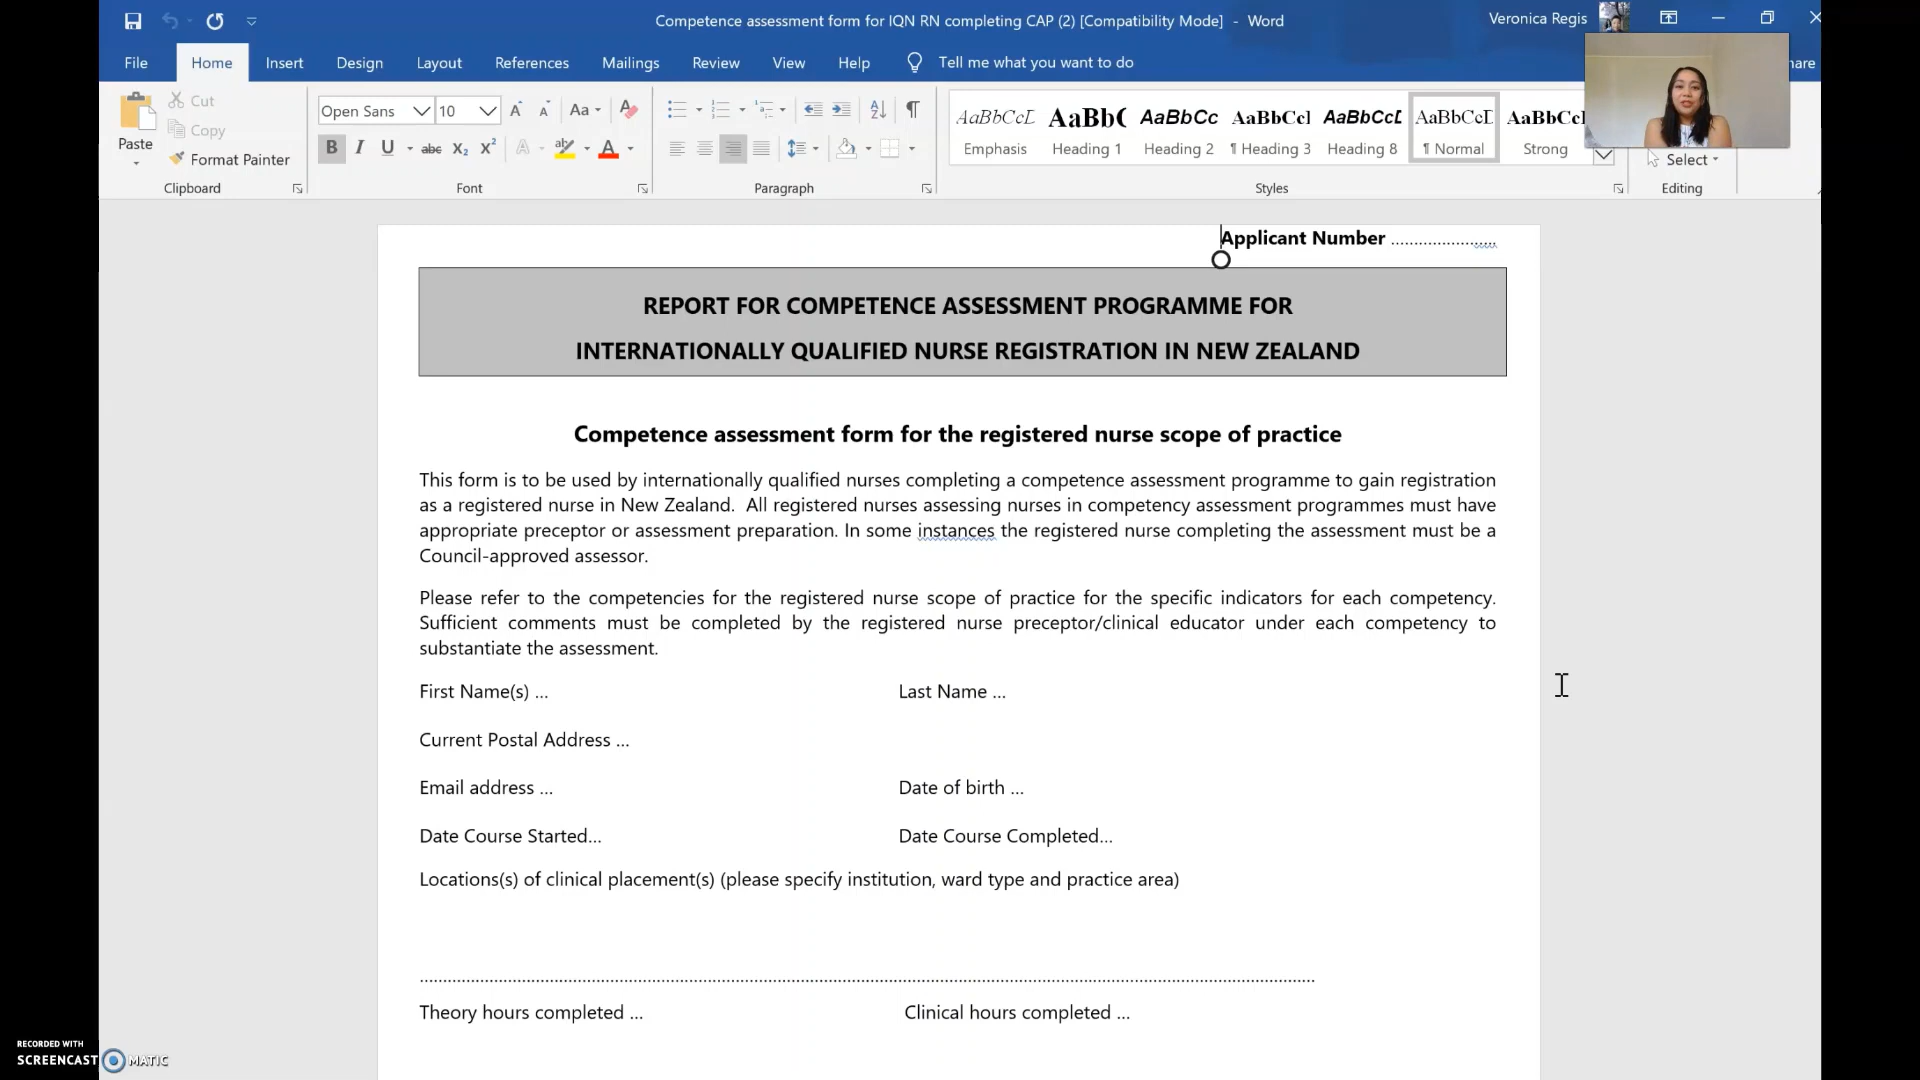 Competence assessment form for IQN RN completing CAP (2) [Compatibility Mode] - Word
Veronica Regis
File Home Insert Design Layout References Mailings Review View Help Tell me what you want to do
Paste
Cut
Copy
Format Painter
Clipboard
Open Sans 10 Aa
B I U abc X₂ X² A
Font
Paragraph
AaBbCcL AaBb( AaBbCc AaBbCcl AaBbCcL AaBbCcD AaBbCcl
Emphasis Heading 1 Heading 2 ¶ Heading 3 Heading 8 ¶ Normal Strong
Styles
Select
Editing
Applicant Number .......................
REPORT FOR COMPETENCE ASSESSMENT PROGRAMME FOR
INTERNATIONALLY QUALIFIED NURSE REGISTRATION IN NEW ZEALAND
Competence assessment form for the registered nurse scope of practice
This form is to be used by internationally qualified nurses completing a competence assessment programme to gain registration
as a registered nurse in New Zealand. All registered nurses assessing nurses in competency assessment programmes must have
appropriate preceptor or assessment preparation. In some instances the registered nurse completing the assessment must be a
Council-approved assessor.
Please refer to the competencies for the registered nurse scope of practice for the specific indicators for each competency.
Sufficient comments must be completed by the registered nurse preceptor/clinical educator under each competency to
substantiate the assessment.
First Name(s) ... Last Name ...
Current Postal Address ...
Email address ... Date of birth ...
Date Course Started... Date Course Completed...
Locations(s) of clinical placement(s) (please specify institution, ward type and practice area)
Theory hours completed ... Clinical hours completed ...
RECORDED WITH
SCREENCAST MATIC